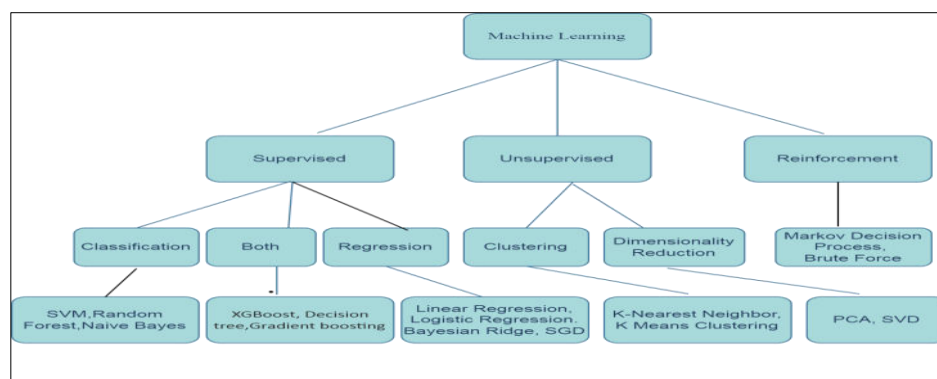 Machine Learning
Supervised
Unsupervised
Reinforcement
Classification
Both
Regression
Clustering
Dimensionality
Reduction
Markov Decision
Process,
Brute Force
SVM,Random
Forest,Naive Bayes
XGBoost, Decision
tree,Gradient boosting
Linear Regression,
Logistic Regression.
Bayesian Ridge, SGD
K-Nearest Neighbor,
K Means Clustering
PCA, SVD